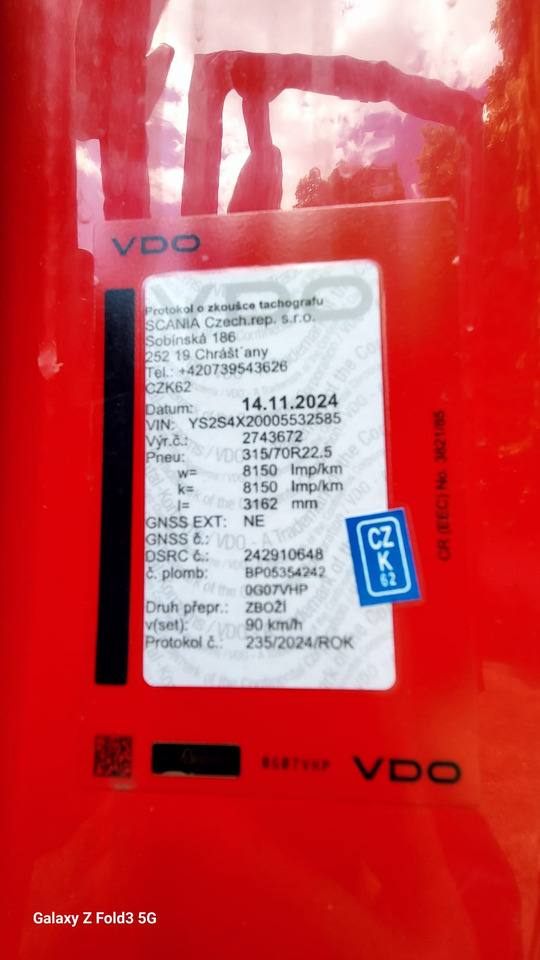 VDO
Protokol o zkoušce tachografu
SCANIA Czech.rep. s.r.o.
Sobínská 186
252 19 Chrášt´any
Tel.: +420739543626
CZK62
Datum: 14.11.2024
VIN: YS2S4X20005532585
Výr.č.: 2743672
Pneu: 315/70R22.5
w= 8150 Imp/km
k= 8150 Imp/km
l= 3162 mm
GNSS EXT: NE
GNSS č.:
DSRC č.: 242910648
č. plomb: BP05354242
0G07VHP
Druh přepr.: ZBOŽÍ
v(set): 90 km/h
Protokol č.: 235/2024/ROK
CZ
K
62
CR (EEC) No. 3821/85
0G07VHP
VDO
Galaxy Z Fold3 5G